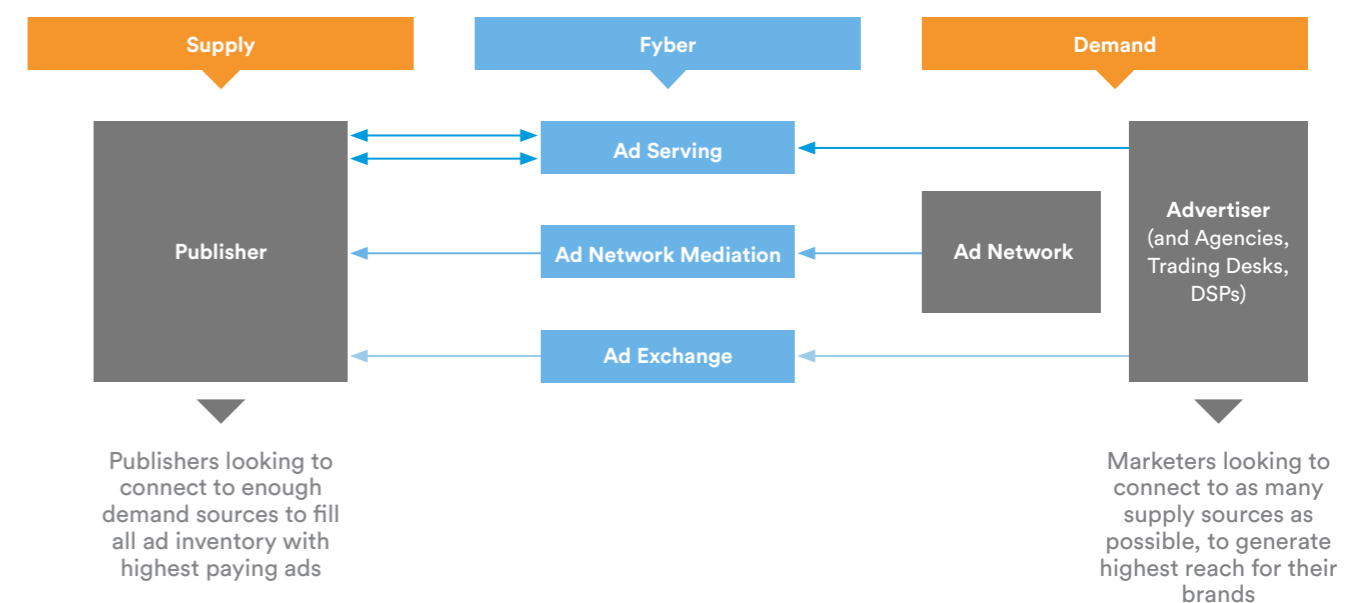 Supply
Fyber
Demand
Publisher
Ad Serving
Ad Network Mediation
Ad Exchange
Ad Network
Advertiser
(and Agencies,
Trading Desks,
DSPs)
Publishers looking to
connect to enough
demand sources to fill
all ad inventory with
highest paying ads
Marketers looking to
connect to as many
supply sources as
possible, to generate
highest reach for their
brands